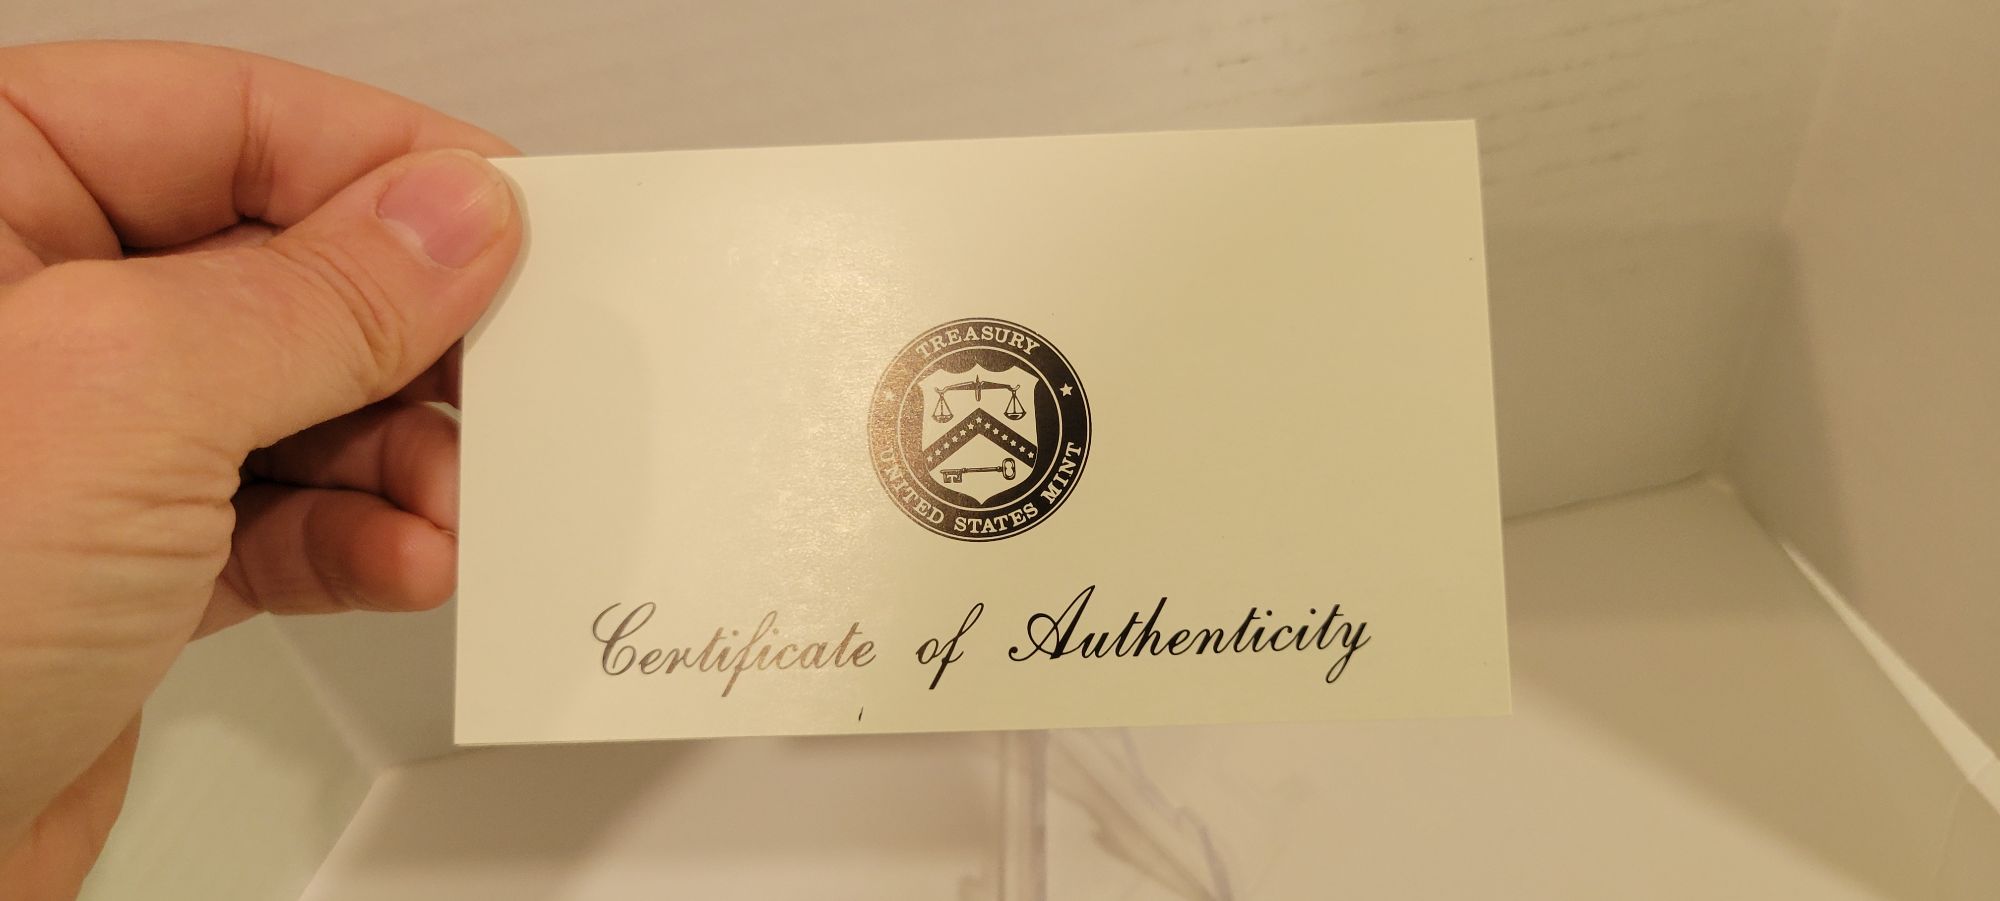 TREASURY
UNITED STATES MINT
Certificate of Authenticity